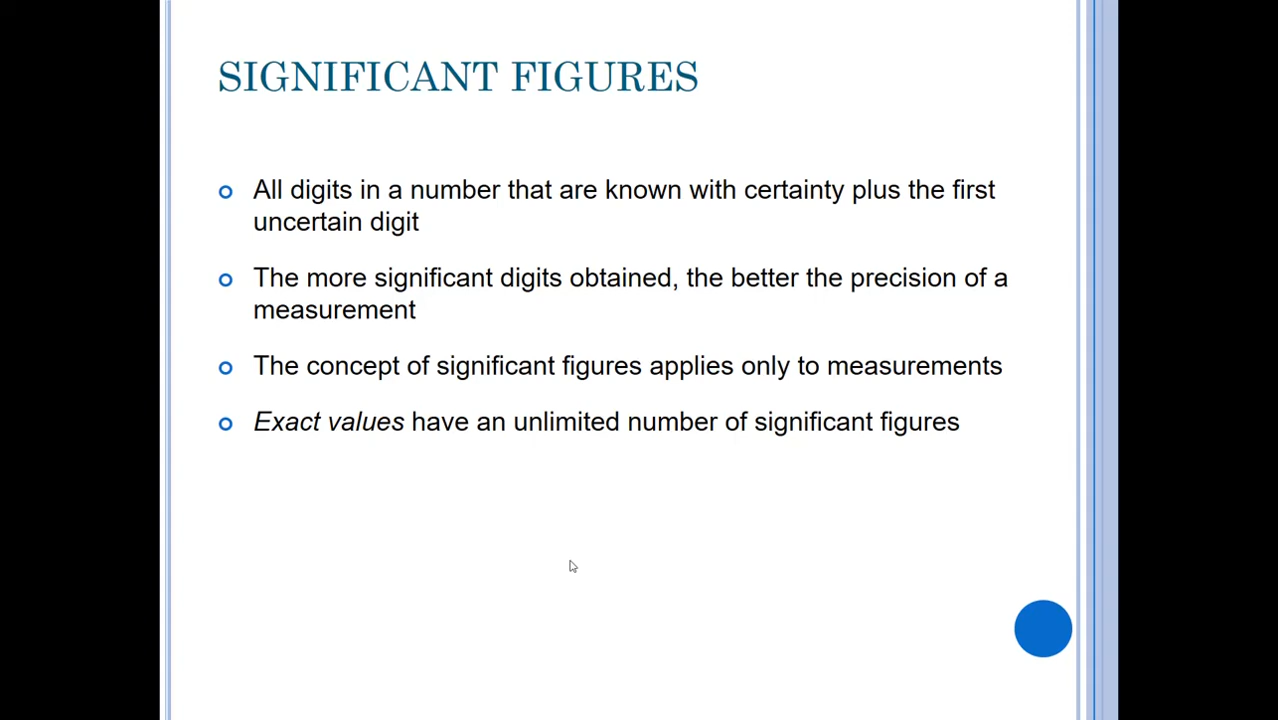 SIGNIFICANT FIGURES
All digits in a number that are known with certainty plus the first
uncertain digit
The more significant digits obtained, the better the precision of a
measurement
The concept of significant figures applies only to measurements
Exact values have an unlimited number of significant figures